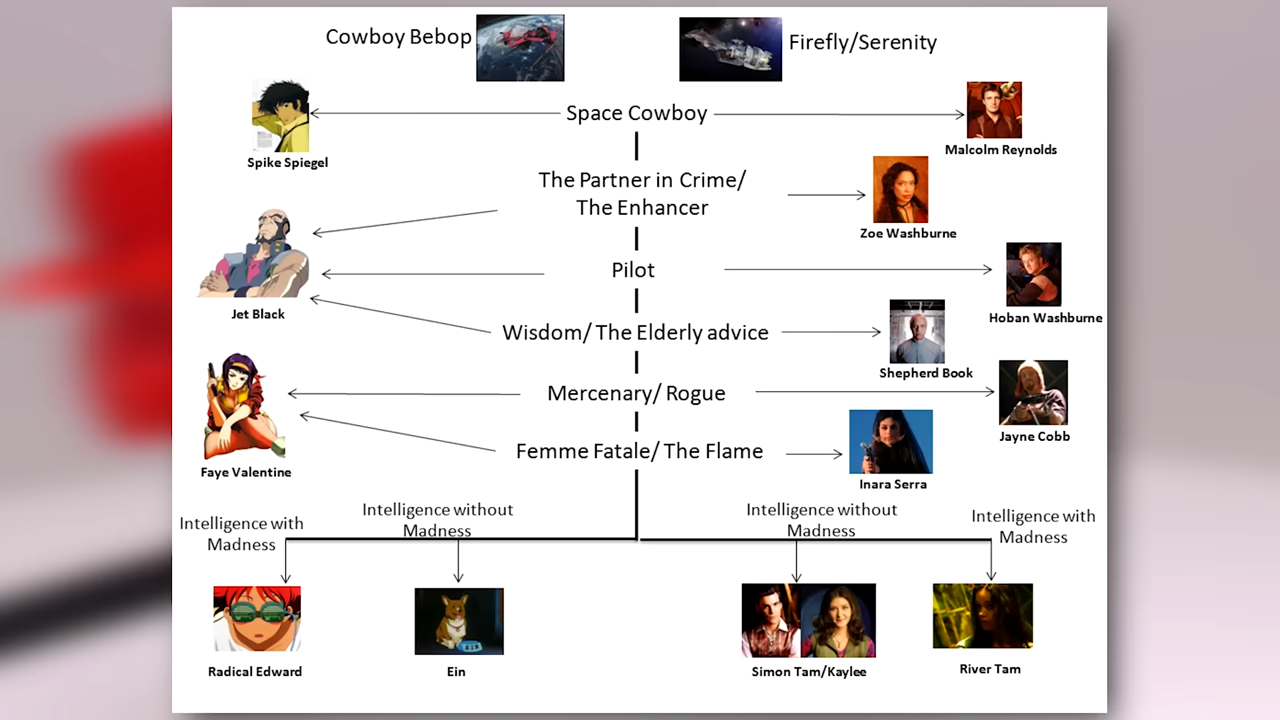 Cowboy Bebop
Firefly/Serenity
Space Cowboy
Spike Spiegel
Malcolm Reynolds
The Partner in Crime/
The Enhancer
Zoe Washburne
Pilot
Jet Black
Hoban Washburne
Wisdom/ The Elderly advice
Shepherd Book
Mercenary/ Rogue
Jayne Cobb
Femme Fatale/ The Flame
Faye Valentine
Inara Serra
Intelligence with
Madness
Intelligence without
Madness
Intelligence without
Madness
Intelligence with
Madness
Radical Edward
Ein
Simon Tam/Kaylee
River Tam